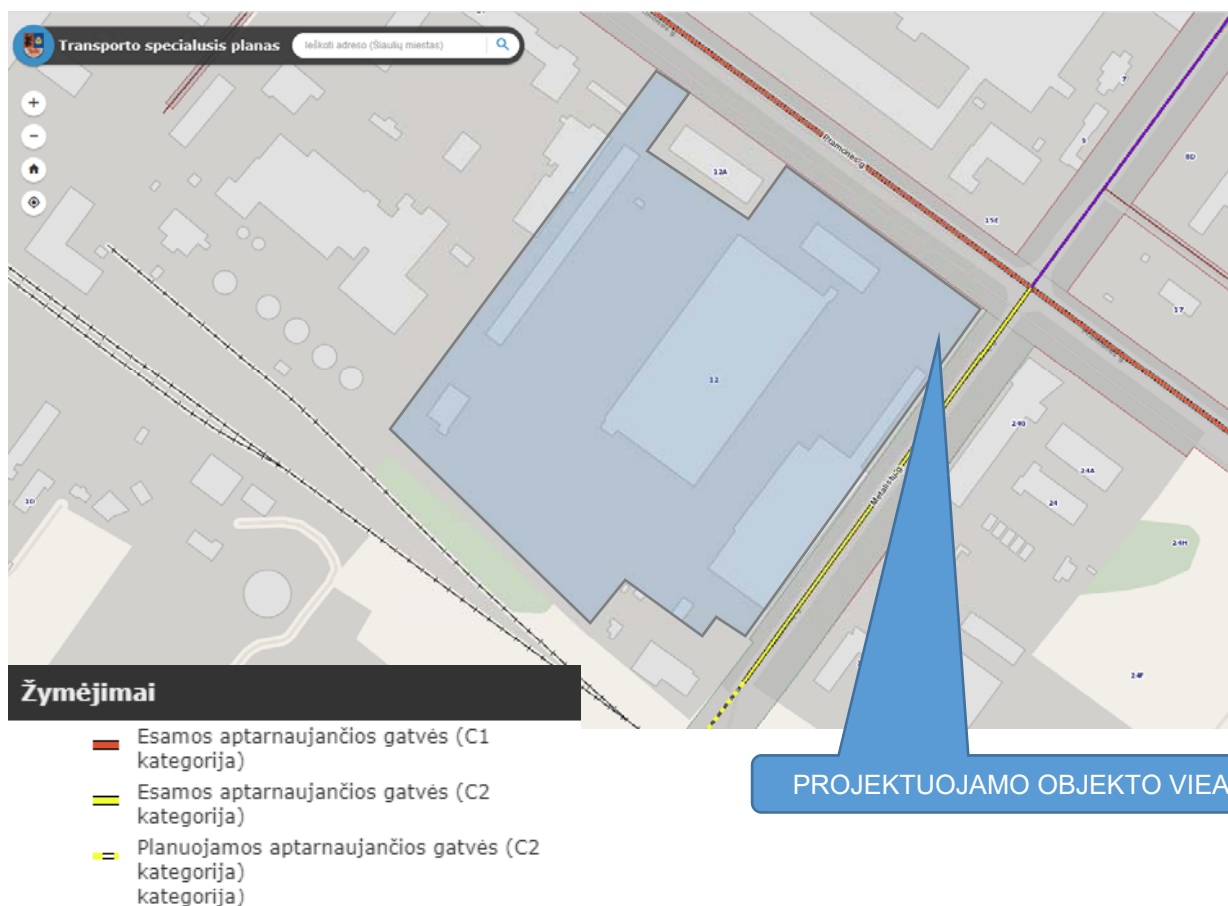 Transporto specialusis planas
Ieškoti adreso (Šiaulių miestas)
+
−
7
9
8D
12A
Pramonės g.
15E
17
12
Metalistų g.
24B
24A
24
24H
24F
10
Žymėjimai
Esamos aptarnaujančios gatvės (C1
kategorija)
Esamos aptarnaujančios gatvės (C2
kategorija)
Planuojamos aptarnaujančios gatvės (C2
kategorija)
kategorija)
PROJEKTUOJAMO OBJEKTO VIEA